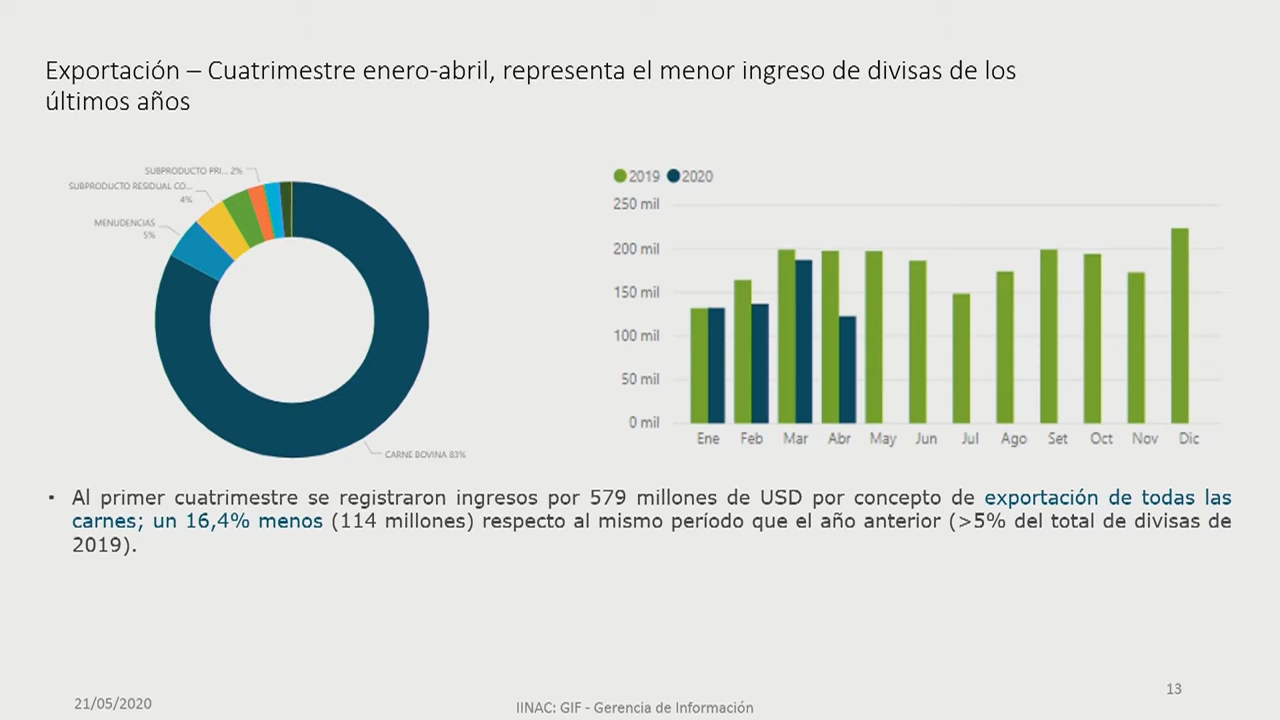 Exportación – Cuatrimestre enero-abril, representa el menor ingreso de divisas de los
últimos años
SUBPRODUCTO PRI... 2%
SUBPRODUCTO RESIDUAL CO...
4%
MENUDENCIAS
5%
CARNE BOVINA 83%
2019 2020
250 mil
200 mil
150 mil
100 mil
50 mil
0 mil
Ene Feb Mar Abr May Jun Jul Ago Set Oct Nov Dic
• Al primer cuatrimestre se registraron ingresos por 579 millones de USD por concepto de exportación de todas las
carnes; un 16,4% menos (114 millones) respecto al mismo período que el año anterior (>5% del total de divisas de
2019).
21/05/2020
IINAC: GIF - Gerencia de Información
13